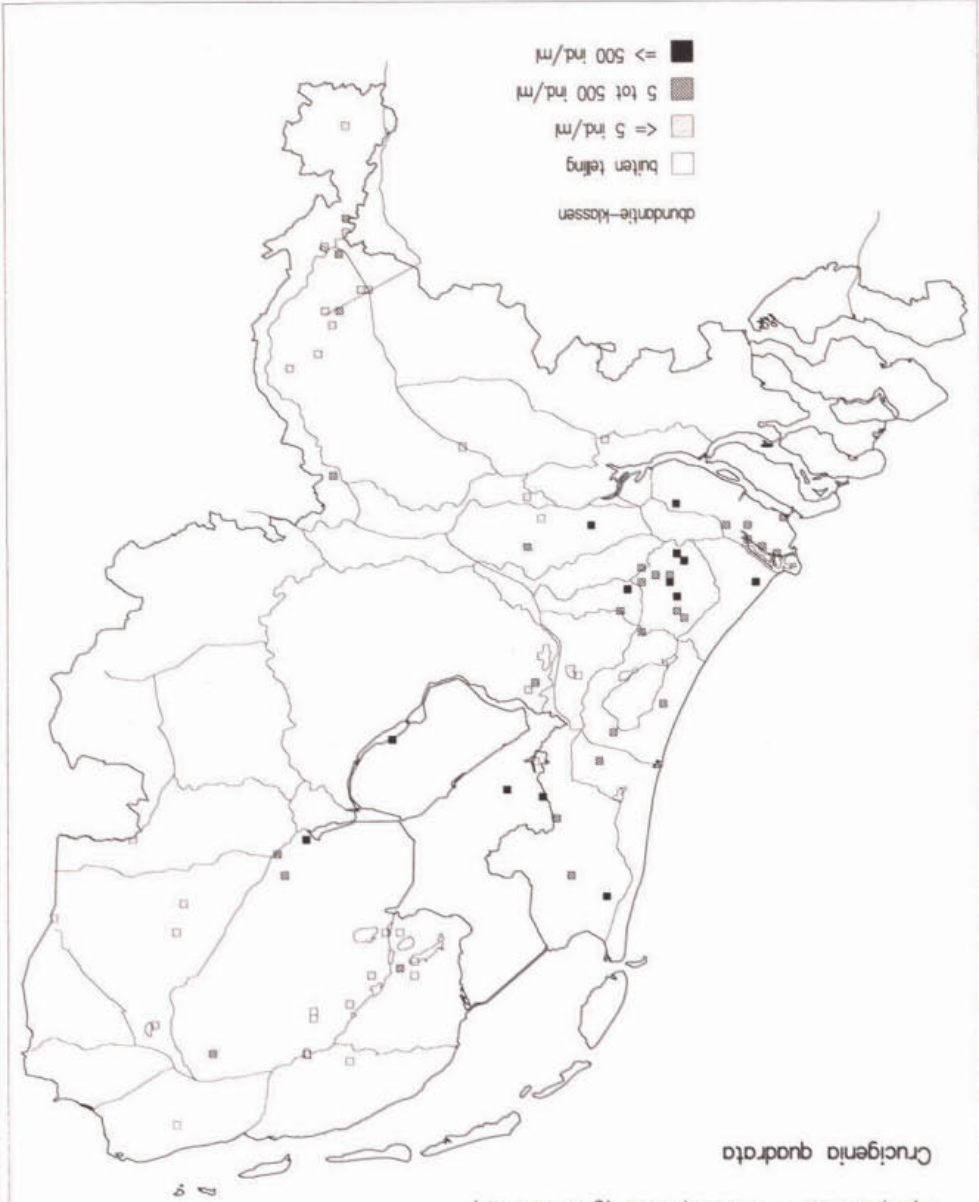 Crucigenia quadrata
abundantie-klassen
buiten telling
<= 5 ind./ml
5 tot 500 ind./ml
=> 500 ind./ml